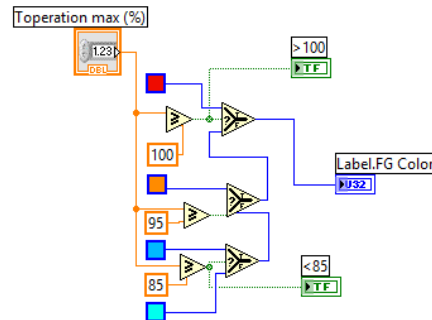 Toperation max (%)
1.23
DBL
>100
TF
?
T
F
100
Label.FG Color
U32
?
T
F
95
?
T
F
85
<85
TF